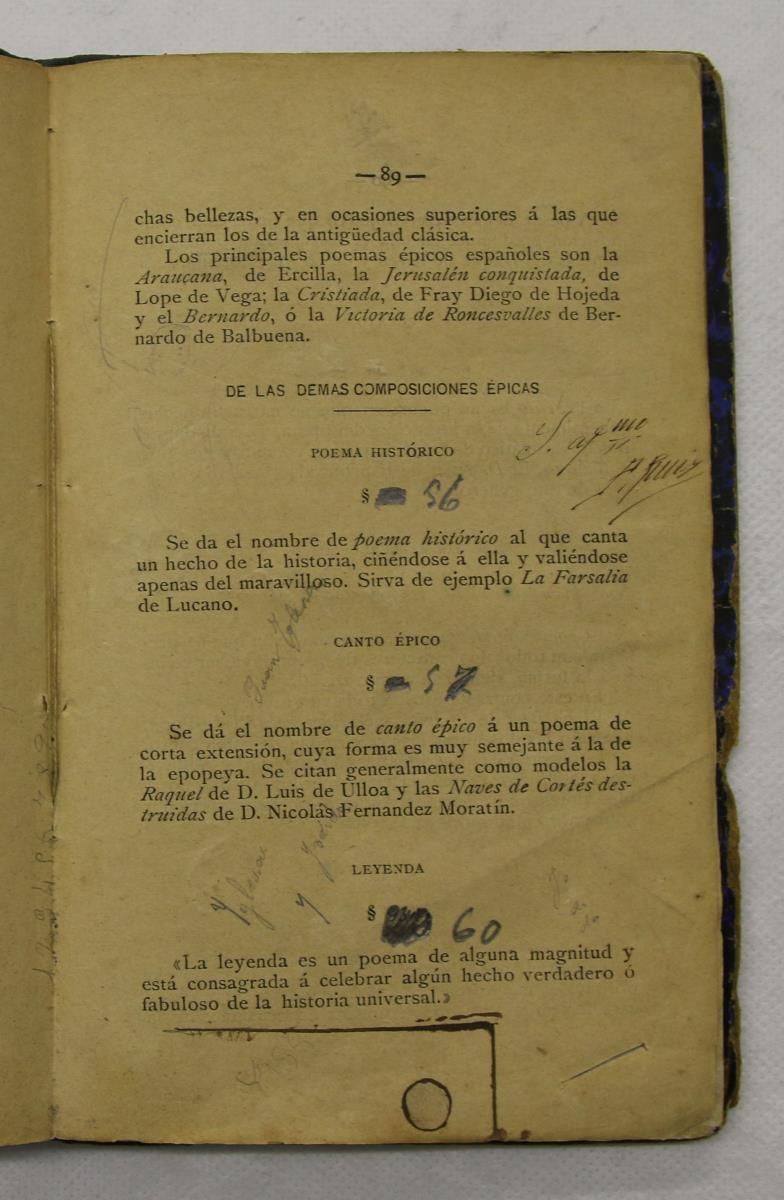 —89—
chas bellezas, y en ocasiones superiores á las que
encierran los de la antigüedad clásica.
Los principales poemas épicos españoles son la
Araucana, de Ercilla, la Jerusalén conquistada, de
Lope de Vega; la Cristiada, de Fray Diego de Hojeda
y el Bernardo, ó la Victoria de Roncesvalles de Ber-
nardo de Balbuena.
DE LAS DEMAS COMPOSICIONES ÉPICAS
POEMA HISTÓRICO
§ 56
Se da el nombre de poema histórico al que canta
un hecho de la historia, ciñéndose á ella y valiéndose
apenas del maravilloso. Sirva de ejemplo La Farsalia
de Lucano.
CANTO ÉPICO
§ 57
Se dá el nombre de canto épico á un poema de
corta extensión, cuya forma es muy semejante á la de
la epopeya. Se citan generalmente como modelos la
Raquel de D. Luis de Ulloa y las Naves de Cortés des-
truidas de D. Nicolás Fernandez Moratín.
LEYENDA
§ 60
«La leyenda es un poema de alguna magnitud y
está consagrada á celebrar algún hecho verdadero ó
fabuloso de la historia universal.»